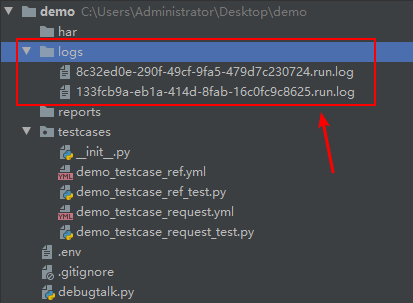 demo C:\Users\Administrator\Desktop\demo
har
logs
8c32ed0e-290f-49cf-9fa5-479d7c230724.run.log
133fcb9a-eb1a-414d-8fab-16c0fc9c8625.run.log
reports
testcases
__init__.py
demo_testcase_ref.yml
demo_testcase_ref_test.py
demo_testcase_request.yml
demo_testcase_request_test.py
.env
.gitignore
debugtalk.py